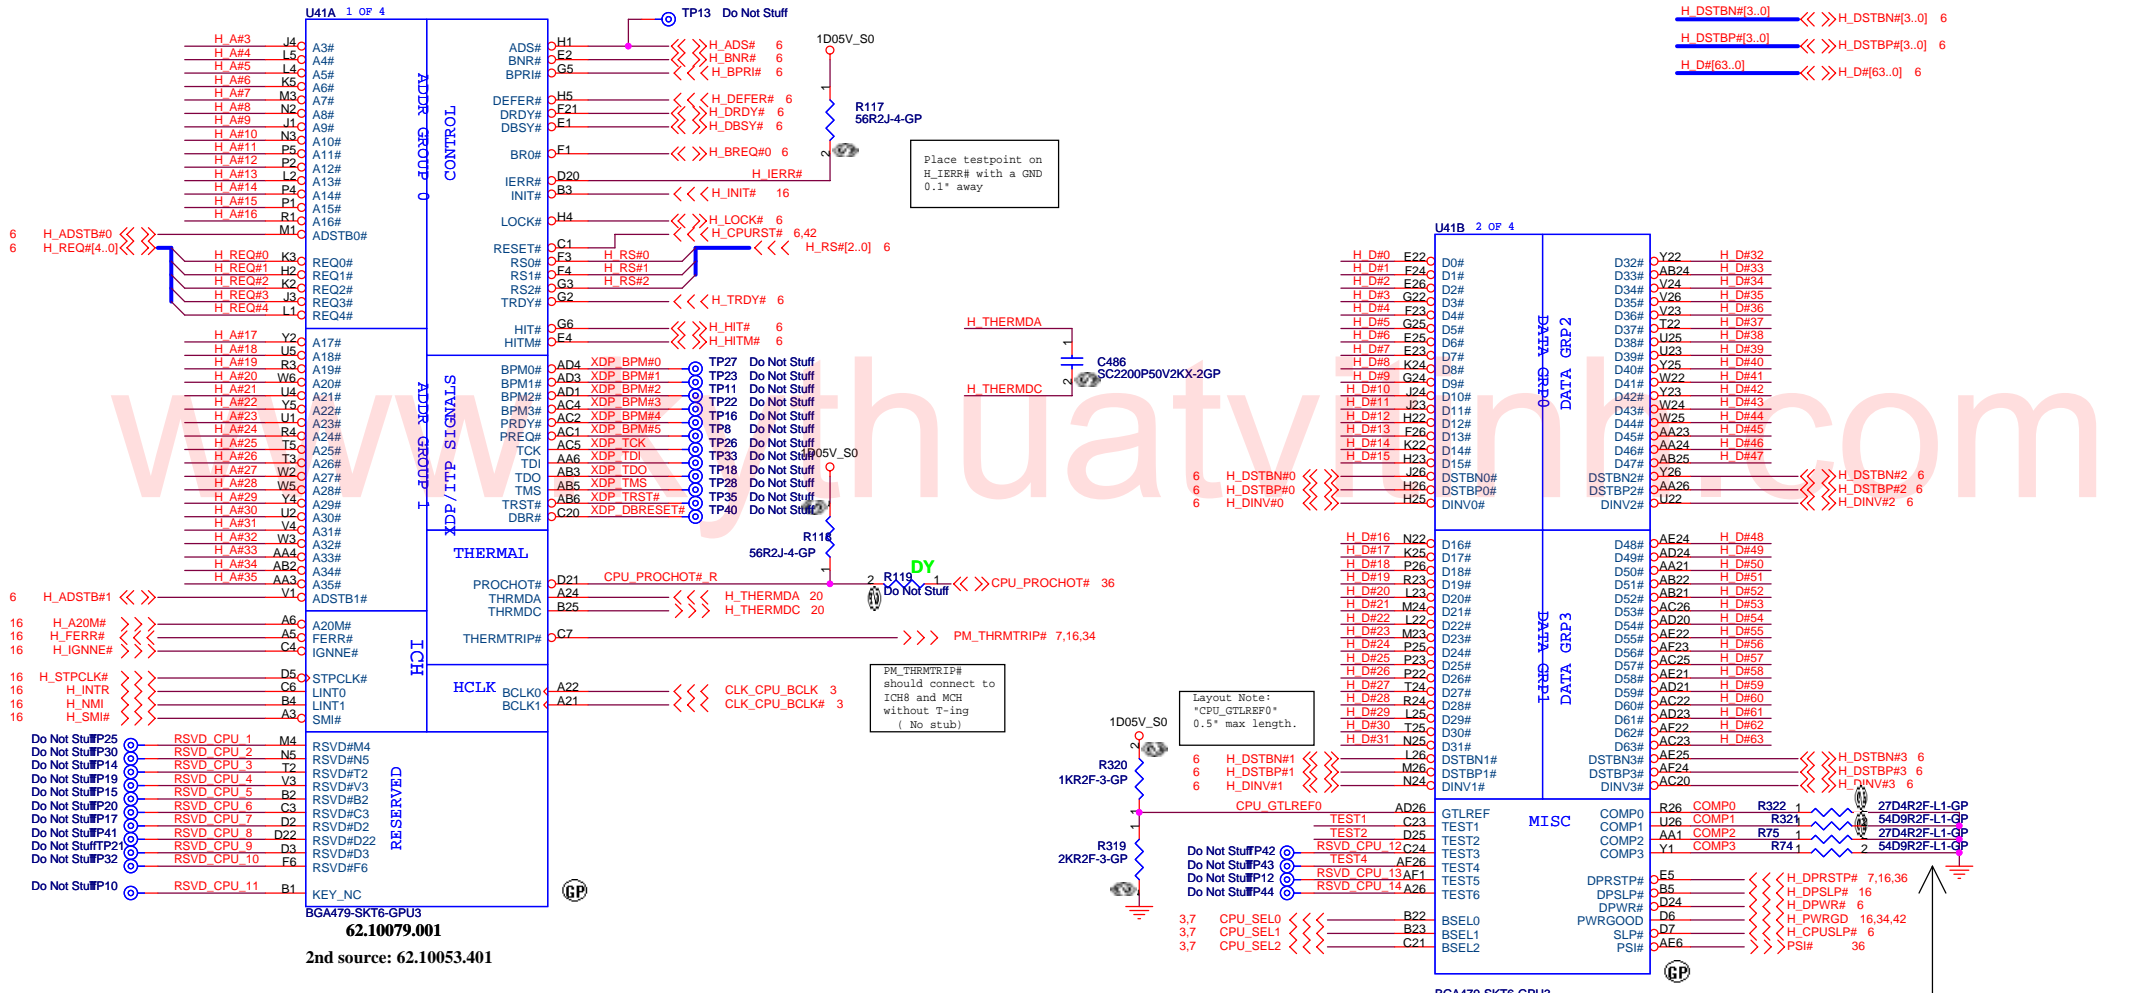 U41A 1 OF 4
TP13 Do Not Stuff
H_A#3 J4 A3#
H_A#4 L5 A4#
H_A#5 L4 A5#
H_A#6 K5 A6#
H_A#7 M3 A7#
H_A#8 N2 A8#
H_A#9 J1 A9#
H_A#10 N3 A10#
H_A#11 P5 A11#
H_A#12 P2 A12#
H_A#13 L2 A13#
H_A#14 P4 A14#
H_A#15 P1 A15#
H_A#16 R1 A16#
6 H_ADSTB#0 M1 ADSTB0#
6 H_REQ#[4..0]
H_REQ#0 K3 REQ0#
H_REQ#1 H2 REQ1#
H_REQ#2 K2 REQ2#
H_REQ#3 J3 REQ3#
H_REQ#4 L1 REQ4#
H_A#17 Y2 A17#
H_A#18 U5 A18#
H_A#19 R3 A19#
H_A#20 W6 A20#
H_A#21 U4 A21#
H_A#22 Y5 A22#
H_A#23 U1 A23#
H_A#24 R4 A24#
H_A#25 T5 A25#
H_A#26 T3 A26#
H_A#27 W2 A27#
H_A#28 W5 A28#
H_A#29 Y4 A29#
H_A#30 U2 A30#
H_A#31 V4 A31#
H_A#32 W3 A32#
H_A#33 AA4 A33#
H_A#34 AB2 A34#
H_A#35 AA3 A35#
6 H_ADSTB#1 V1 ADSTB1#
16 H_A20M# A6 A20M#
16 H_FERR# A5 FERR#
16 H_IGNNE# C4 IGNNE#
16 H_STPCLK# D5 STPCLK#
16 H_INTR C6 LINT0
16 H_NMI B4 LINT1
16 H_SMI# A3 SMI#
Do Not Stuff TP25 RSVD_CPU_1 M4 RSVD#M4
Do Not Stuff TP30 RSVD_CPU_2 N5 RSVD#N5
Do Not Stuff TP14 RSVD_CPU_3 T2 RSVD#T2
Do Not Stuff TP19 RSVD_CPU_4 V3 RSVD#V3
Do Not Stuff TP15 RSVD_CPU_5 B2 RSVD#B2
Do Not Stuff TP20 RSVD_CPU_6 C3 RSVD#C3
Do Not Stuff TP17 RSVD_CPU_7 D2 RSVD#D2
Do Not Stuff TP41 RSVD_CPU_8 D22 RSVD#D22
Do Not Stuff TP21 RSVD_CPU_9 D3 RSVD#D3
Do Not Stuff TP32 RSVD_CPU_10 F6 RSVD#F6
Do Not Stuff TP10 RSVD_CPU_11 B1 KEY_NC
ADDR GROUP 0
CONTROL
ADDR GROUP 1
XDP/ITP SIGNALS
THERMAL
ICH
HCLK
RESERVED
ADS# H1 H_ADS# 6
BNR# E2 H_BNR# 6
BPRI# G5 H_BPRI# 6
DEFER# H5 H_DEFER# 6
DRDY# F21 H_DRDY# 6
DBSY# E1 H_DBSY# 6
BR0# F1 H_BREQ#0 6
IERR# D20 H_IERR#
INIT# B3 H_INIT# 16
LOCK# H4 H_LOCK# 6
RESET# C1 H_CPURST# 6,42
RS0# F3 H_RS#0
RS1# F4 H_RS#1
RS2# G3 H_RS#2
H_RS#[2..0] 6
TRDY# G2 H_TRDY# 6
HIT# G6 H_HIT# 6
HITM# E4 H_HITM# 6
BPM0# AD4 XDP_BPM#0 TP27 Do Not Stuff
BPM1# AD3 XDP_BPM#1 TP23 Do Not Stuff
BPM2# AD1 XDP_BPM#2 TP11 Do Not Stuff
BPM3# AC4 XDP_BPM#3 TP22 Do Not Stuff
PRDY# AC2 XDP_BPM#4 TP16 Do Not Stuff
PREQ# AC1 XDP_BPM#5 TP8 Do Not Stuff
TCK AC5 XDP_TCK TP26 Do Not Stuff
TDI AA6 XDP_TDI TP33 Do Not Stuff
TDO AB3 XDP_TDO TP18 Do Not Stuff
TMS AB5 XDP_TMS TP28 Do Not Stuff
TRST# AB6 XDP_TRST# TP35 Do Not Stuff
DBR# C20 XDP_DBRESET# TP40 Do Not Stuff
PROCHOT# D21 CPU_PROCHOT#_R
THRMDA A24 H_THERMDA 20
THRMDC B25 H_THERMDC 20
THERMTRIP# C7 PM_THRMTRIP# 7,16,34
BCLK0 A22 CLK_CPU_BCLK 3
BCLK1 A21 CLK_CPU_BCLK# 3
1D05V_S0
1
R117
56R2J-4-GP
2
1D05V_S0
R118
56R2J-4-GP
1
DY
2 R119 1
Do Not Stuff
CPU_PROCHOT# 36
Place testpoint on
H_IERR# with a GND
0.1" away
H_THERMDA
1
C486
SC2200P50V2KX-2GP
2
H_THERMDC
PM_THRMTRIP#
should connect to
ICH8 and MCH
without T-ing
( No stub)
GP
BGA479-SKT6-GPU3
62.10079.001
2nd source: 62.10053.401
H_DSTBN#[3..0] H_DSTBN#[3..0] 6
H_DSTBP#[3..0] H_DSTBP#[3..0] 6
H_D#[63..0] H_D#[63..0] 6
U41B 2 OF 4
H_D#0 E22 D0#
H_D#1 F24 D1#
H_D#2 E26 D2#
H_D#3 G22 D3#
H_D#4 F23 D4#
H_D#5 G25 D5#
H_D#6 E25 D6#
H_D#7 E23 D7#
H_D#8 K24 D8#
H_D#9 G24 D9#
H_D#10 J24 D10#
H_D#11 J23 D11#
H_D#12 H22 D12#
H_D#13 F26 D13#
H_D#14 K22 D14#
H_D#15 H23 D15#
6 H_DSTBN#0 J26 DSTBN0#
6 H_DSTBP#0 H26 DSTBP0#
6 H_DINV#0 H25 DINV0#
H_D#16 N22 D16#
H_D#17 K25 D17#
H_D#18 P26 D18#
H_D#19 R23 D19#
H_D#20 L23 D20#
H_D#21 M24 D21#
H_D#22 L22 D22#
H_D#23 M23 D23#
H_D#24 P25 D24#
H_D#25 P23 D25#
H_D#26 P22 D26#
H_D#27 T24 D27#
H_D#28 R24 D28#
H_D#29 L25 D29#
H_D#30 T25 D30#
H_D#31 N25 D31#
6 H_DSTBN#1 L26 DSTBN1#
6 H_DSTBP#1 M26 DSTBP1#
6 H_DINV#1 N24 DINV1#
DATA GRP0
DATA GRP2
DATA GRP1
DATA GRP3
MISC
D32# Y22 H_D#32
D33# AB24 H_D#33
D34# V24 H_D#34
D35# V26 H_D#35
D36# V23 H_D#36
D37# T22 H_D#37
D38# U25 H_D#38
D39# U23 H_D#39
D40# Y25 H_D#40
D41# W22 H_D#41
D42# Y23 H_D#42
D43# W24 H_D#43
D44# W25 H_D#44
D45# AA23 H_D#45
D46# AA24 H_D#46
D47# AB25 H_D#47
DSTBN2# Y26 H_DSTBN#2 6
DSTBP2# AA26 H_DSTBP#2 6
DINV2# U22 H_DINV#2 6
D48# AE24 H_D#48
D49# AD24 H_D#49
D50# AA21 H_D#50
D51# AB22 H_D#51
D52# AB21 H_D#52
D53# AC26 H_D#53
D54# AD20 H_D#54
D55# AE22 H_D#55
D56# AF23 H_D#56
D57# AC25 H_D#57
D58# AE21 H_D#58
D59# AD21 H_D#59
D60# AC22 H_D#60
D61# AD23 H_D#61
D62# AF22 H_D#62
D63# AC23 H_D#63
DSTBN3# AE25 H_DSTBN#3 6
DSTBP3# AF24 H_DSTBP#3 6
DINV3# AC20 H_DINV#3 6
Layout Note:
"CPU_GTLREF0"
0.5" max length.
1D05V_S0
2
R320
1KR2F-3-GP
1
CPU_GTLREF0 AD26 GTLREF
1
R319
2KR2F-3-GP
TEST1 C23 TEST1
TEST2 D25 TEST2
Do Not Stuff TP42 RSVD_CPU_12 C24 TEST3
Do Not Stuff TP43 TEST4 AF26 TEST4
Do Not Stuff TP12 RSVD_CPU_13 AF1 TEST5
Do Not Stuff TP44 RSVD_CPU_14 A26 TEST6
3,7 CPU_SEL0 B22 BSEL0
3,7 CPU_SEL1 B23 BSEL1
3,7 CPU_SEL2 C21 BSEL2
COMP0 R26 COMP0 R322 1 27D4R2F-L1-GP
COMP1 U26 COMP1 R321 54D9R2F-L1-GP
COMP2 AA1 COMP2 R75 1 27D4R2F-L1-GP
COMP3 Y1 COMP3 R74 1 2 54D9R2F-L1-GP
DPRSTP# E5 H_DPRSTP# 7,16,36
DPSLP# B5 H_DPSLP# 16
DPWR# D24 H_DPWR# 6
PWRGOOD D6 H_PWRGD 16,34,42
SLP# D7 H_CPUSLP# 6
PSI# AE6 PSI# 36
GP
BGA479-SKT6-GPU3